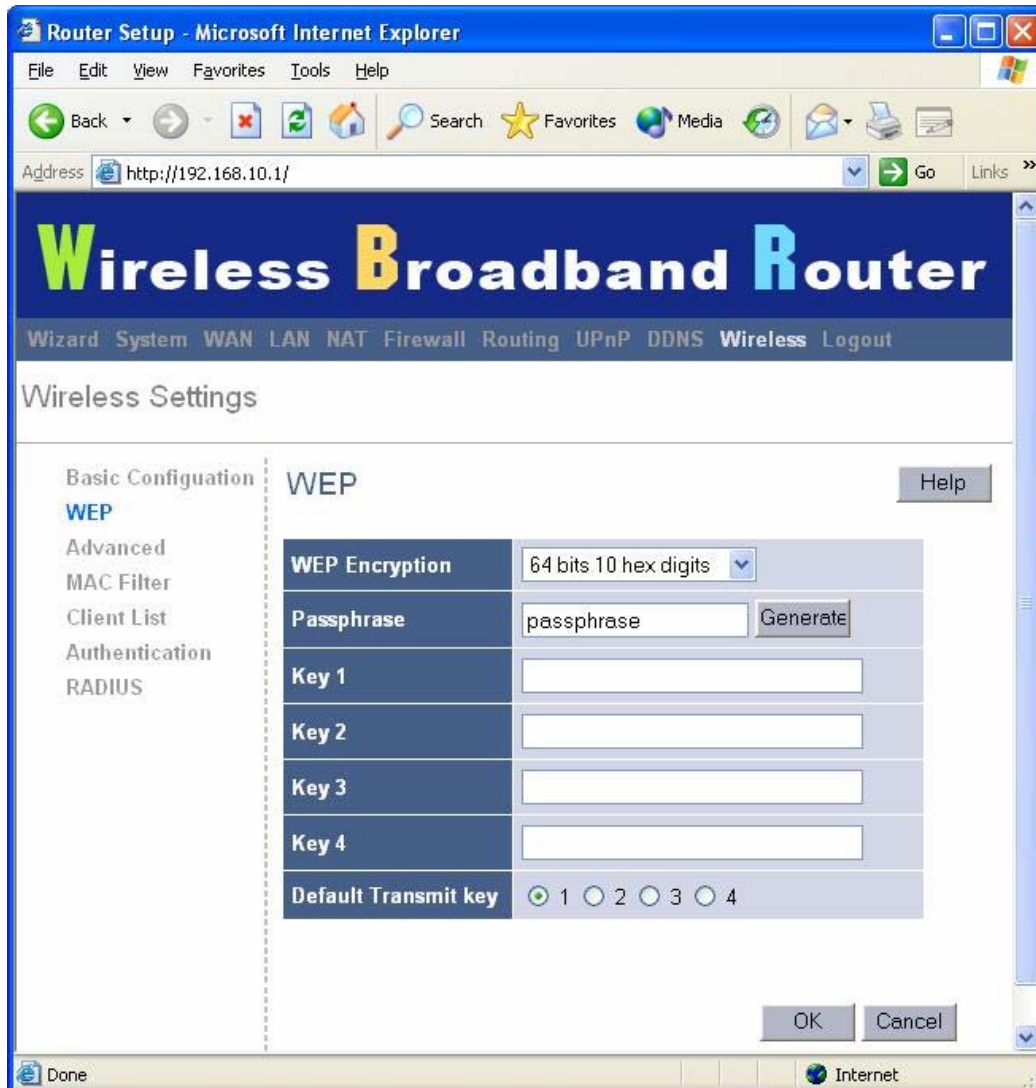 Router Setup - Microsoft Internet Explorer
File Edit View Favorites Tools Help
Back Search Favorites Media
Address http://192.168.10.1/ Go Links »
Wireless Broadband Router
Wizard System WAN LAN NAT Firewall Routing UPnP DDNS Wireless Logout
Wireless Settings
Basic Configuation
WEP
Advanced
MAC Filter
Client List
Authentication
RADIUS
WEP Help
WEP Encryption 64 bits 10 hex digits
Passphrase passphrase Generate
Key 1
Key 2
Key 3
Key 4
Default Transmit key 1 2 3 4
OK Cancel
Done Internet